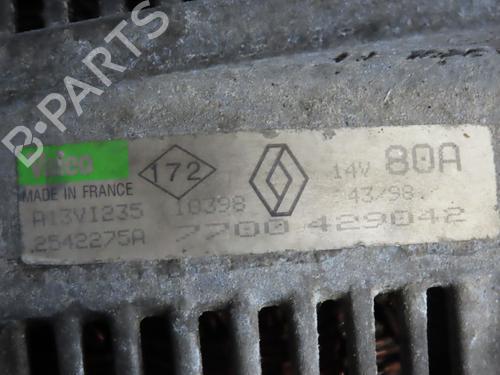 B-PARTS
Valeo
172
14V 80A
MADE IN FRANCE
A13VI235 10398 43/98
2542275A 7700 429042